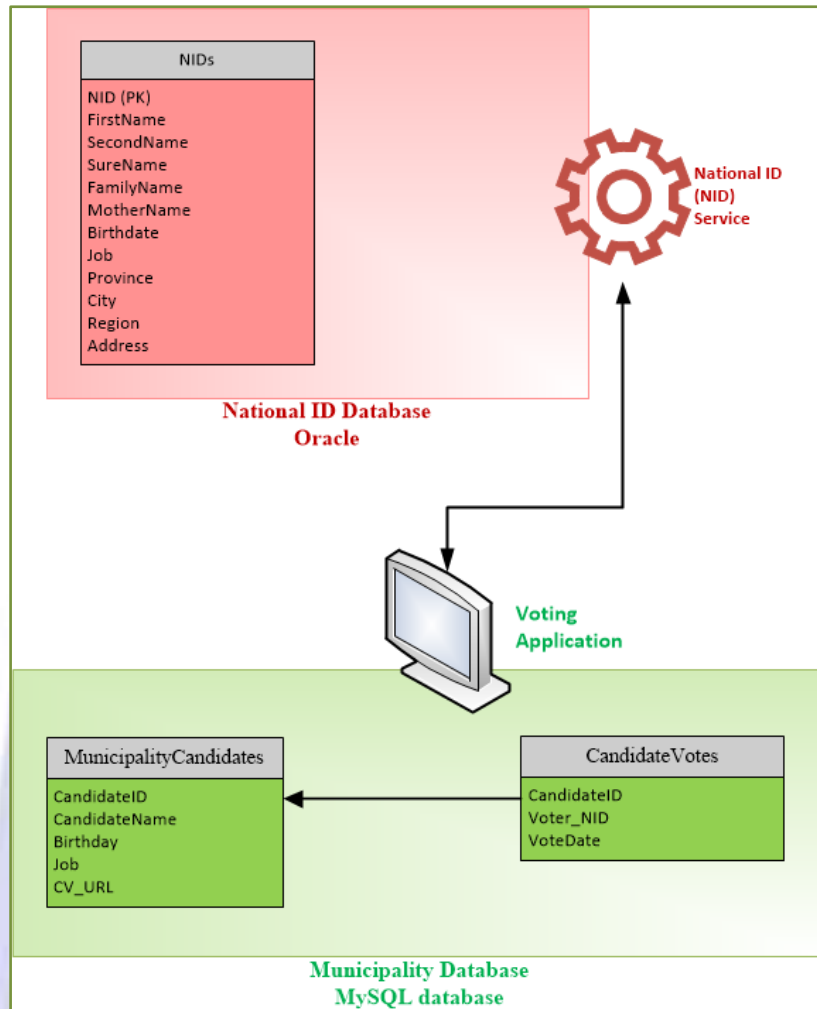 NIDs
NID (PK)
FirstName
SecondName
SureName
FamilyName
MotherName
Birthdate
Job
Province
City
Region
Address
National ID
(NID)
Service
National ID Database
Oracle
Voting
Application
MunicipalityCandidates
CandidateID
CandidateName
Birthday
Job
CV_URL
CandidateVotes
CandidateID
Voter_NID
VoteDate
Municipality Database
MySQL database